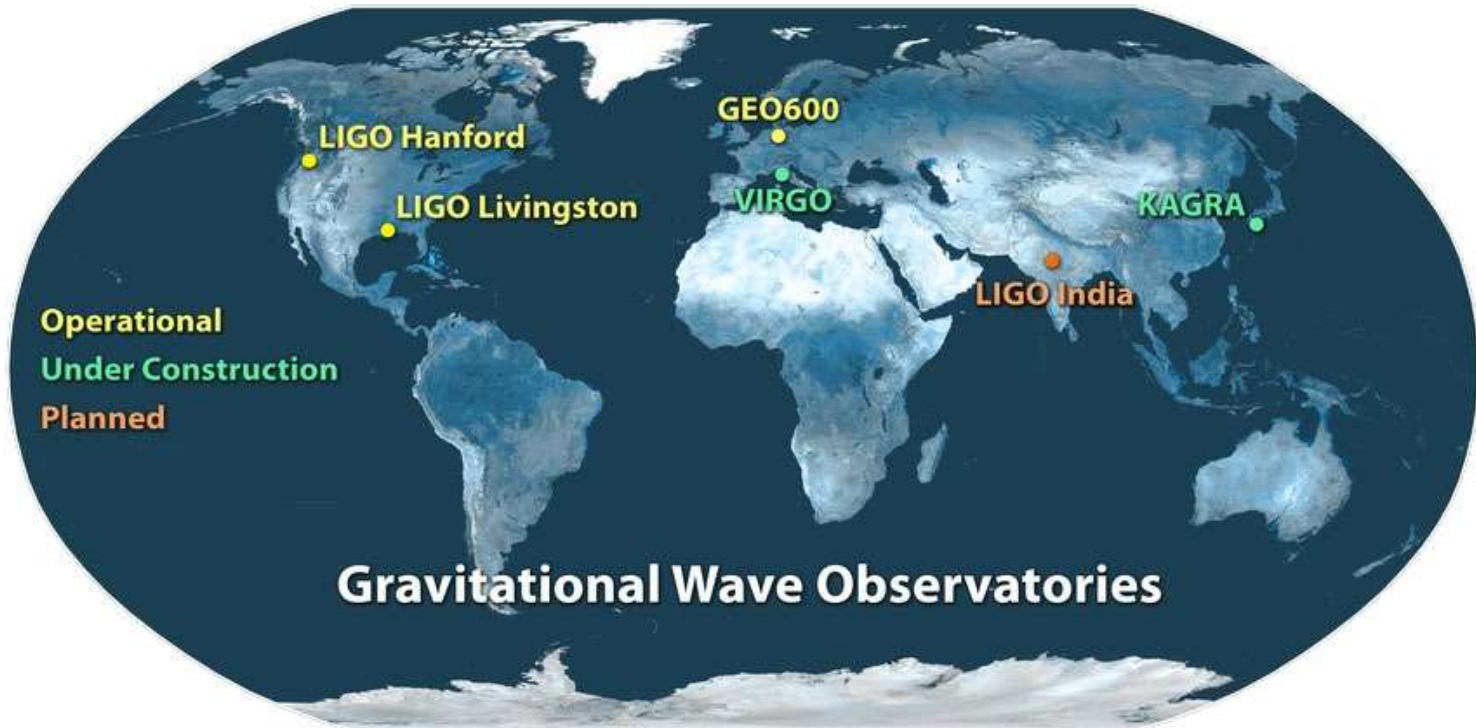 GEO600
LIGO Hanford
VIRGO
LIGO Livingston
KAGRA
LIGO India
Operational
Under Construction
Planned
Gravitational Wave Observatories